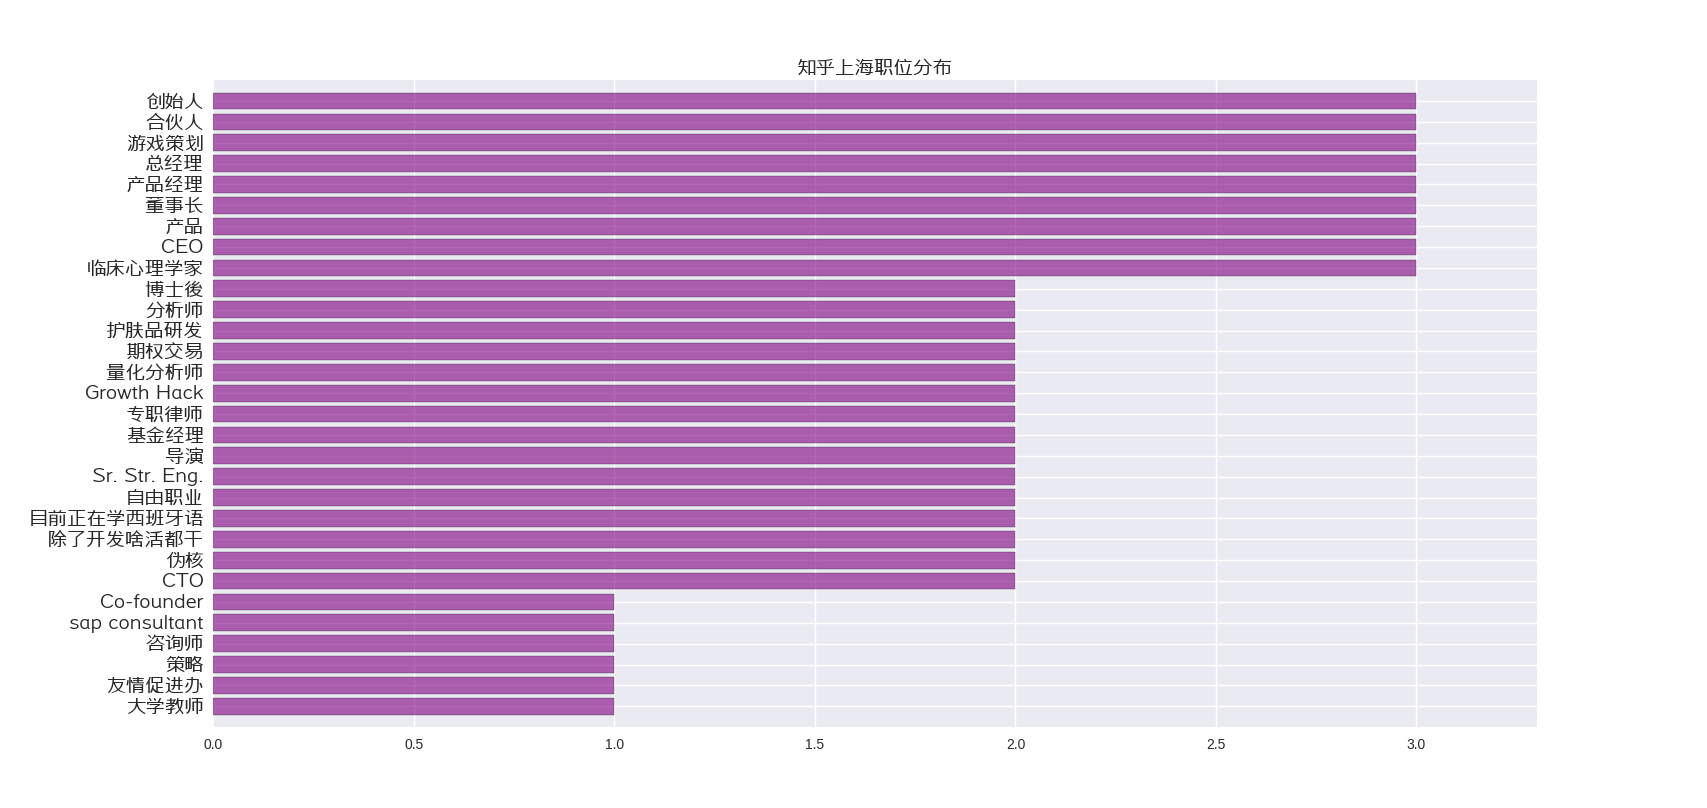 知乎上海职位分布
创始人
合伙人
游戏策划
总经理
产品经理
董事长
产品
CEO
临床心理学家
博士後
分析师
护肤品研发
期权交易
量化分析师
Growth Hack
专职律师
基金经理
导演
Sr. Str. Eng.
自由职业
目前正在学西班牙语
除了开发啥活都干
伪核
CTO
Co-founder
sap consultant
咨询师
策略
友情促进办
大学教师
0.0 0.5 1.0 1.5 2.0 2.5 3.0